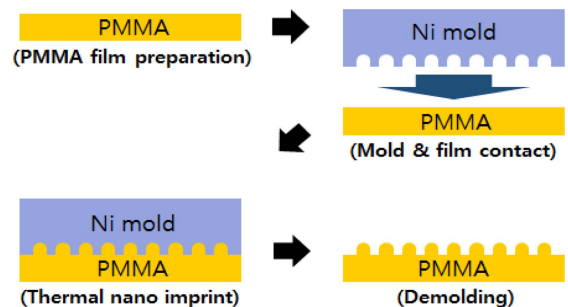 PMMA
(PMMA film preparation)
Ni mold
PMMA
(Mold & film contact)
Ni mold
PMMA
(Thermal nano imprint)
PMMA
(Demolding)